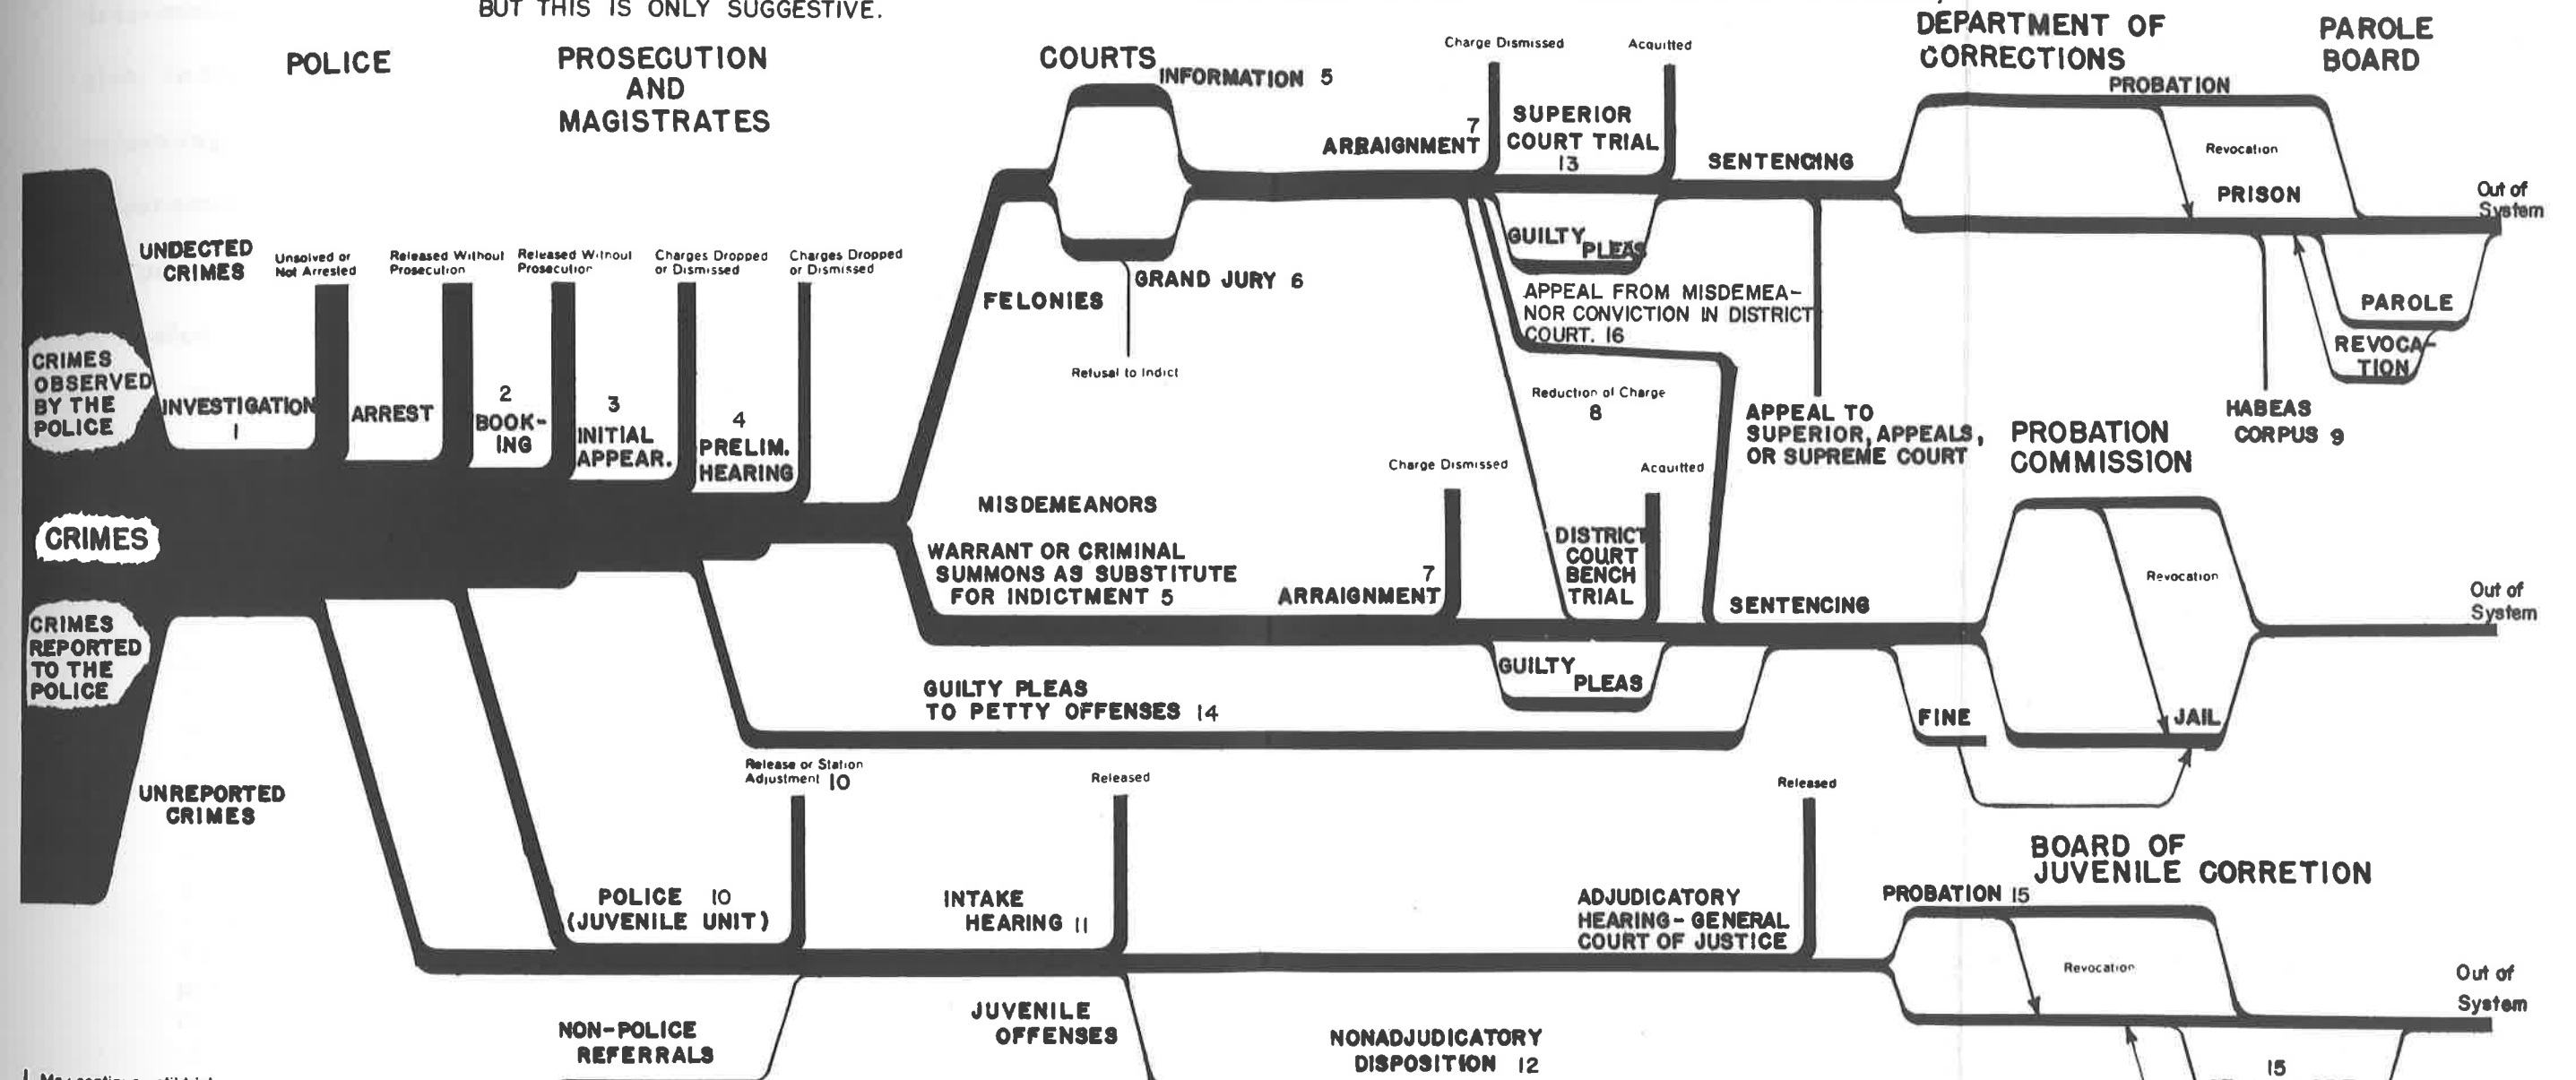 BUT THIS IS ONLY SUGGESTIVE.
POLICE
PROSECUTION
AND
MAGISTRATES
COURTS
DEPARTMENT OF
CORRECTIONS
PAROLE
BOARD
INFORMATION 5
Charge Dismissed
Acquitted
7
ARRAIGNMENT
SUPERIOR
COURT TRIAL
13
SENTENCING
PROBATION
Revocation
PRISON
Out of
System
UNDECTED
CRIMES
Unsolved or
Not Arrested
Released Without
Prosecution
Released Without
Prosecution
Charges Dropped
or Dismissed
Charges Dropped
or Dismissed
CRIMES
OBSERVED
BY THE
POLICE
INVESTIGATION
1
ARREST
2
BOOK-
ING
3
INITIAL
APPEAR.
4
PRELIM.
HEARING
FELONIES
GRAND JURY 6
Refusal to Indict
GUILTY
PLEAS
APPEAL FROM MISDEMEA-
NOR CONVICTION IN DISTRICT
COURT. 16
Reduction of Charge
8
APPEAL TO
SUPERIOR, APPEALS,
OR SUPREME COURT
HABEAS
CORPUS 9
PAROLE
REVOCA-
TION
CRIMES
MISDEMEANORS
WARRANT OR CRIMINAL
SUMMONS AS SUBSTITUTE
FOR INDICTMENT 5
Charge Dismissed
7
ARRAIGNMENT
Acquitted
DISTRICT
COURT
BENCH
TRIAL
SENTENCING
PROBATION
COMMISSION
Revocation
Out of
System
CRIMES
REPORTED
TO THE
POLICE
GUILTY
PLEAS
GUILTY PLEAS
TO PETTY OFFENSES 14
FINE
JAIL
UNREPORTED
CRIMES
Release or Station
Adjustment 10
Released
Released
POLICE 10
(JUVENILE UNIT)
INTAKE
HEARING 11
ADJUDICATORY
HEARING- GENERAL
COURT OF JUSTICE
BOARD OF
JUVENILE CORRETION
PROBATION 15
Revocation
Out of
System
NON-POLICE
REFERRALS
JUVENILE
OFFENSES
NONADJUDICATORY
DISPOSITION 12
15